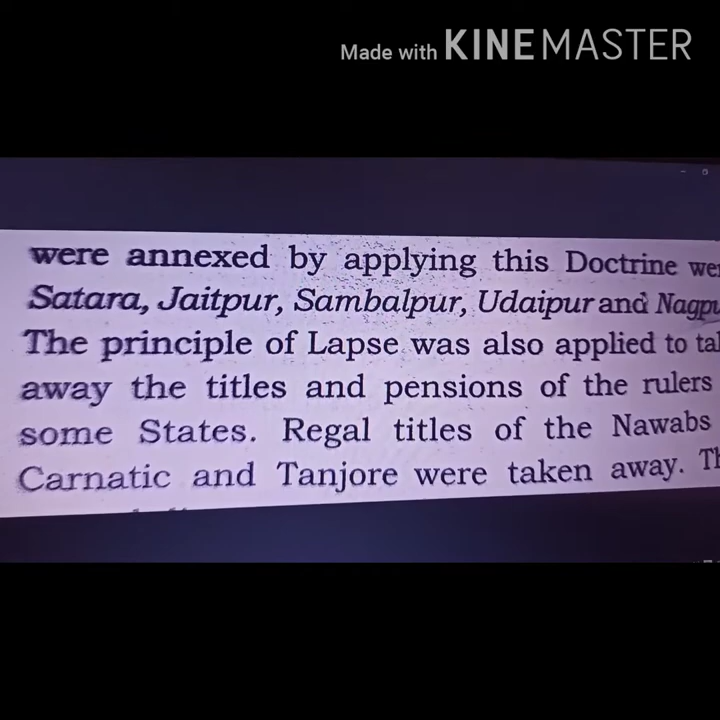 Made with KINEMASTER
were annexed by applying this Doctrine
Satara, Jaitpur, Sambalpur, Udaipur and
The principle of Lapse was also applied to
away the titles and pensions of the rulers
some States. Regal titles of the Nawabs
Carnatic and Tanjore were taken away.